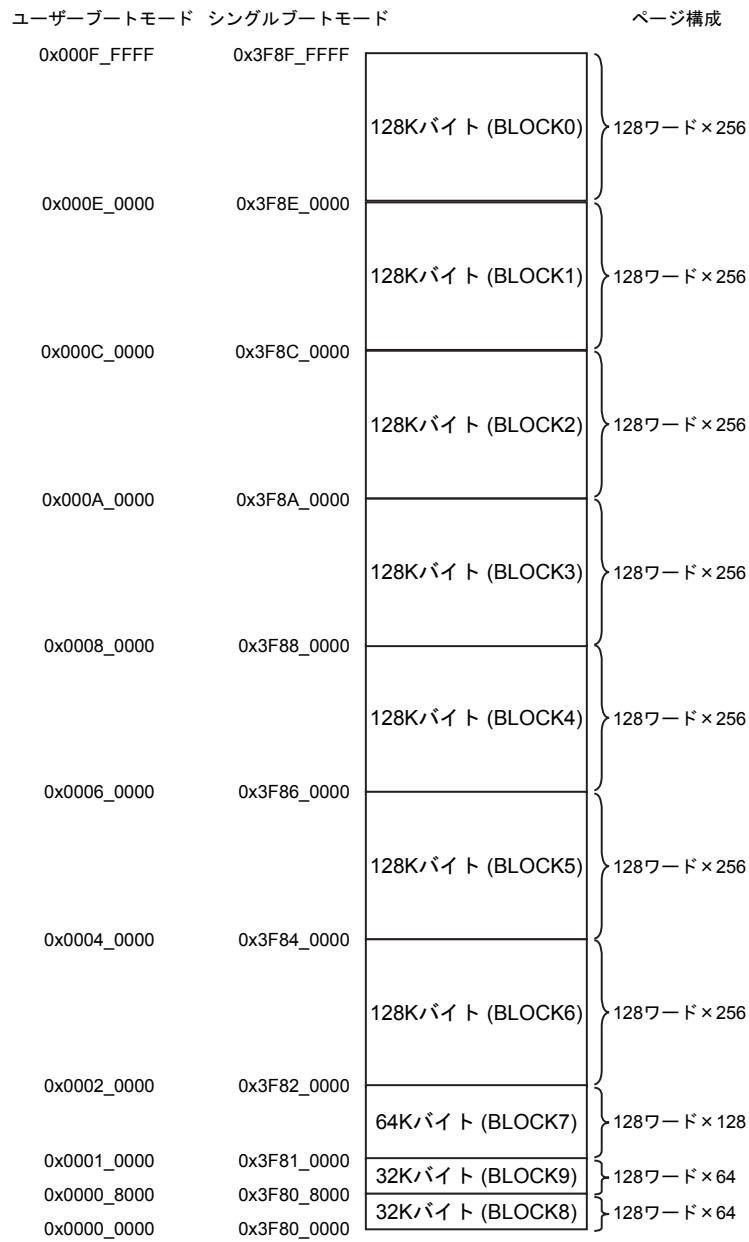 ユーザーブートモード シングルブートモード ページ構成
0x000F_FFFF 0x3F8F_FFFF
128Kバイト (BLOCK0) 128ワード×256
0x000E_0000 0x3F8E_0000
128Kバイト (BLOCK1) 128ワード×256
0x000C_0000 0x3F8C_0000
128Kバイト (BLOCK2) 128ワード×256
0x000A_0000 0x3F8A_0000
128Kバイト (BLOCK3) 128ワード×256
0x0008_0000 0x3F88_0000
128Kバイト (BLOCK4) 128ワード×256
0x0006_0000 0x3F86_0000
128Kバイト (BLOCK5) 128ワード×256
0x0004_0000 0x3F84_0000
128Kバイト (BLOCK6) 128ワード×256
0x0002_0000 0x3F82_0000
64Kバイト (BLOCK7) 128ワード×128
0x0001_0000 0x3F81_0000
32Kバイト (BLOCK9) 128ワード×64
0x0000_8000 0x3F80_8000
32Kバイト (BLOCK8) 128ワード×64
0x0000_0000 0x3F80_0000